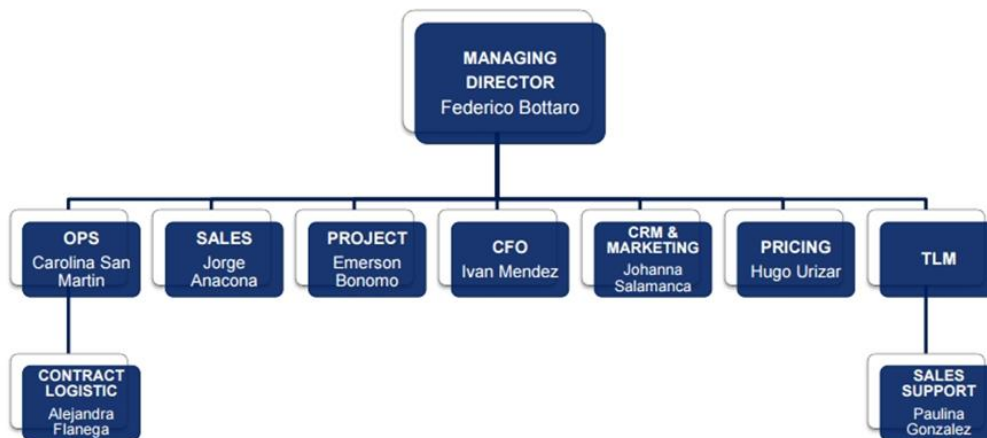 MANAGING
DIRECTOR
Federico Bottaro
OPS
Carolina San
Martin
SALES
Jorge
Anacona
PROJECT
Emerson
Bonomo
CFO
Ivan Mendez
CRM &
MARKETING
Johanna
Salamanca
PRICING
Hugo Urizar
TLM
CONTRACT
LOGISTIC
Alejandra
Flanega
SALES
SUPPORT
Paulina
Gonzalez